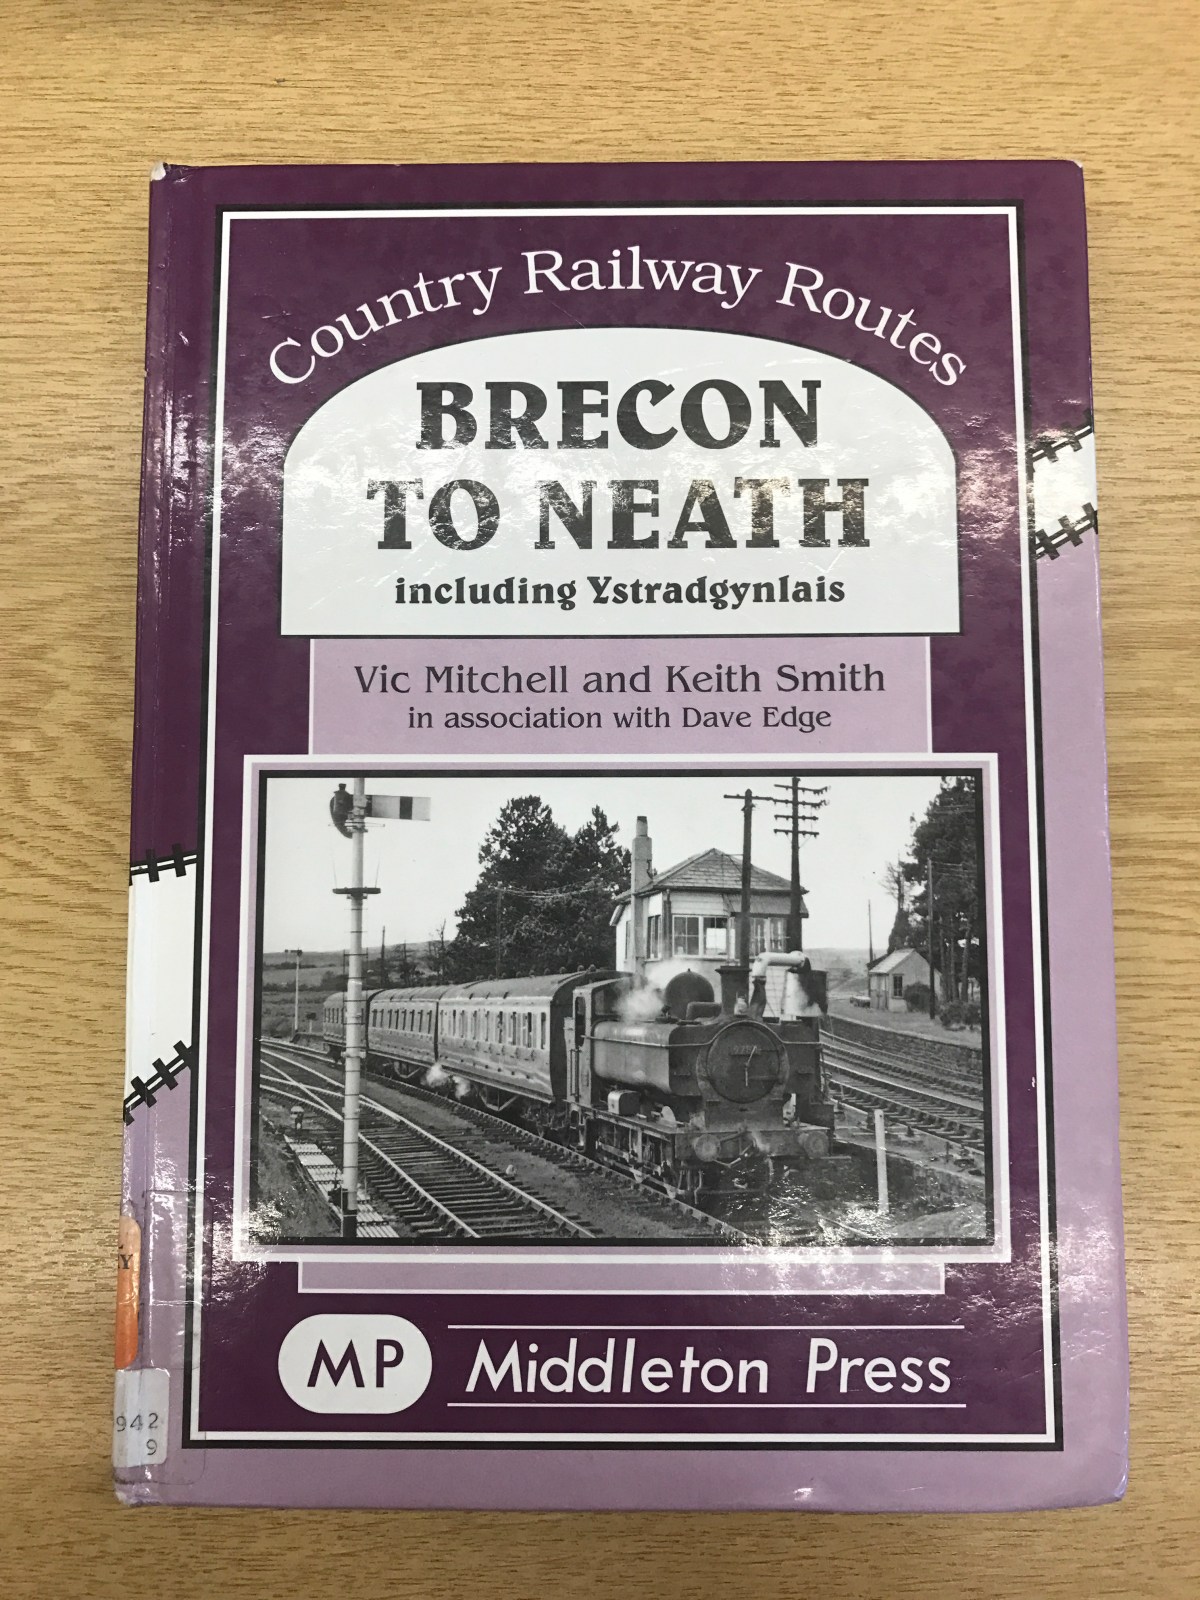 Country Railway Routes
BRECON
TO NEATH
including Ystradgynlais
Vic Mitchell and Keith Smith
in association with Dave Edge
MP Middleton Press
Y
942
9